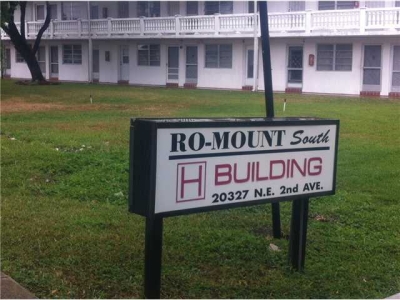 RO-MOUNT South
H BUILDING
20327 N.E. 2nd AVE.